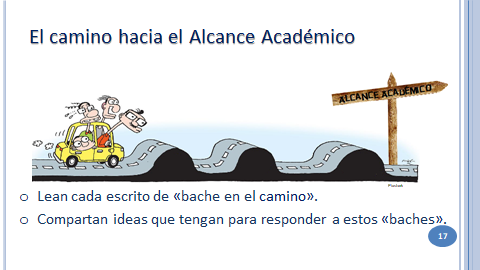 El camino hacia el Alcance Académico
ALCANCE ACADÉMICO
Lean cada escrito de «bache en el camino».
Compartan ideas que tengan para responder a estos «baches».
17